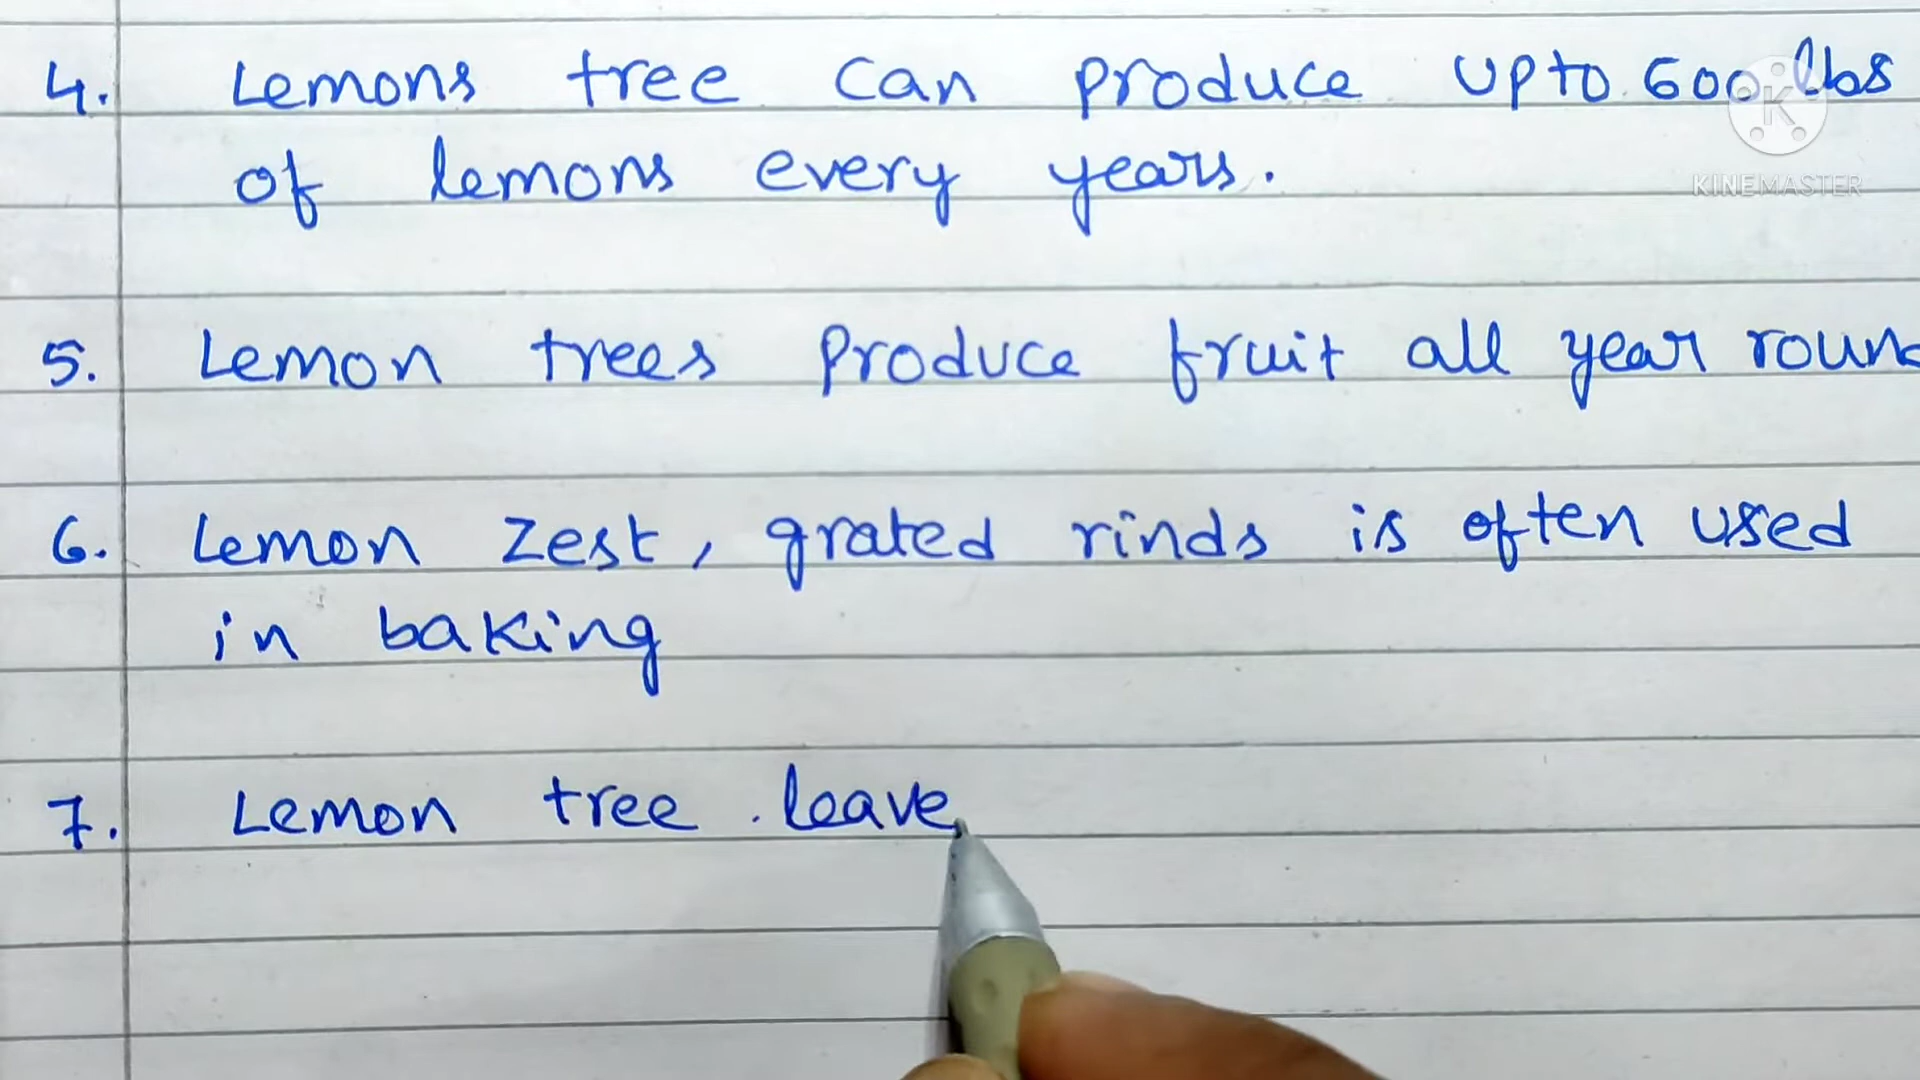 4. Lemons tree can produce upto 600 lbs
of lemons every years.
5. Lemon trees produce fruit all year roun
6. Lemon zest, grated rinds is often used
in baking
7. Lemon tree leave
K
KINEMASTER